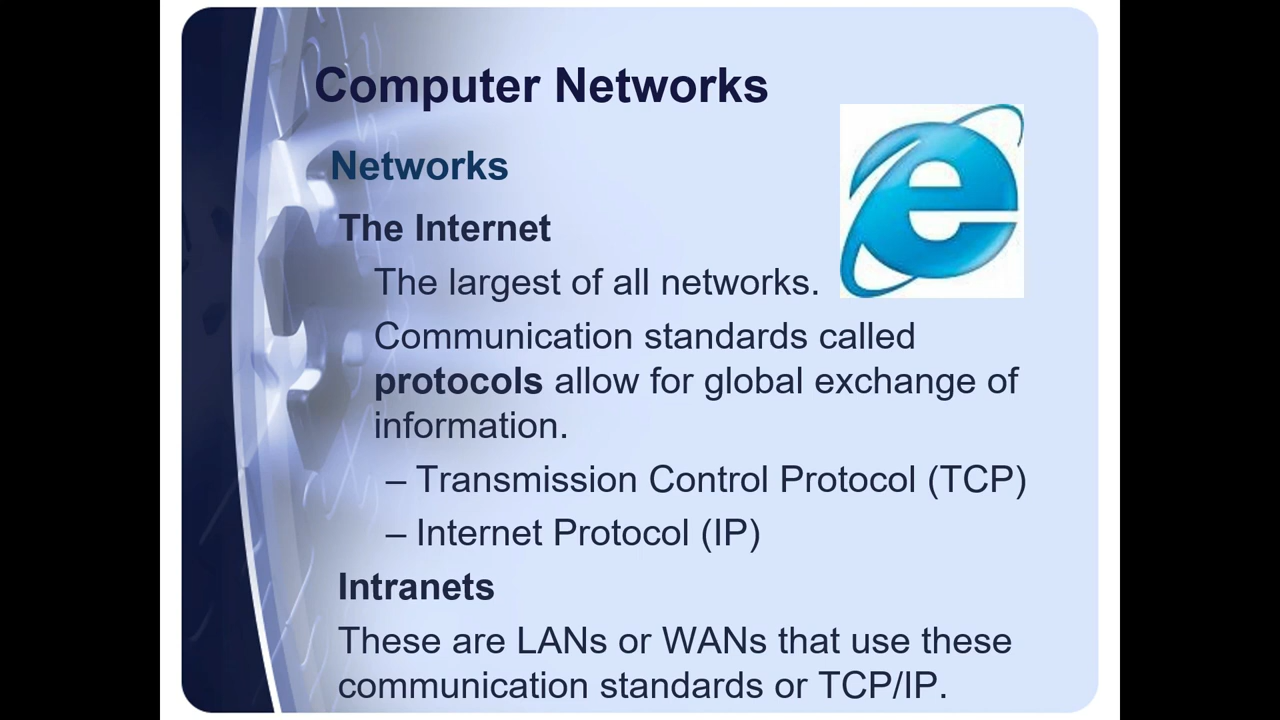 Computer Networks
Networks
The Internet
The largest of all networks.
Communication standards called
protocols allow for global exchange of
information.
– Transmission Control Protocol (TCP)
– Internet Protocol (IP)
Intranets
These are LANs or WANs that use these
communication standards or TCP/IP.